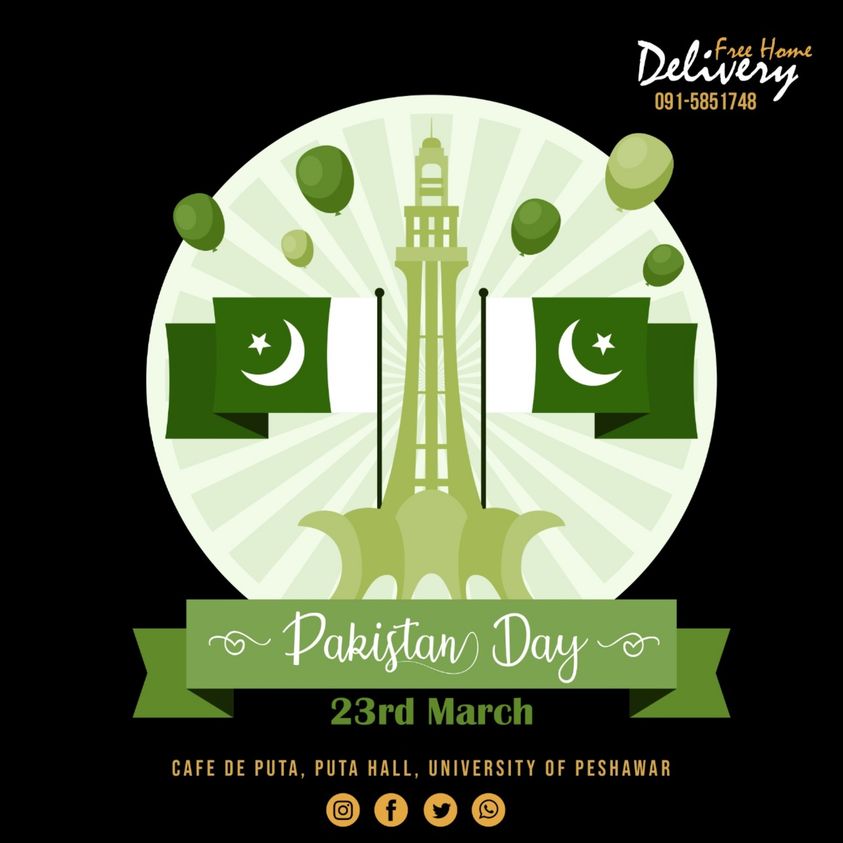 Free Home
Delivery
091-5851748
Pakistan Day
23rd March
CAFE DE PUTA, PUTA HALL, UNIVERSITY OF PESHAWAR